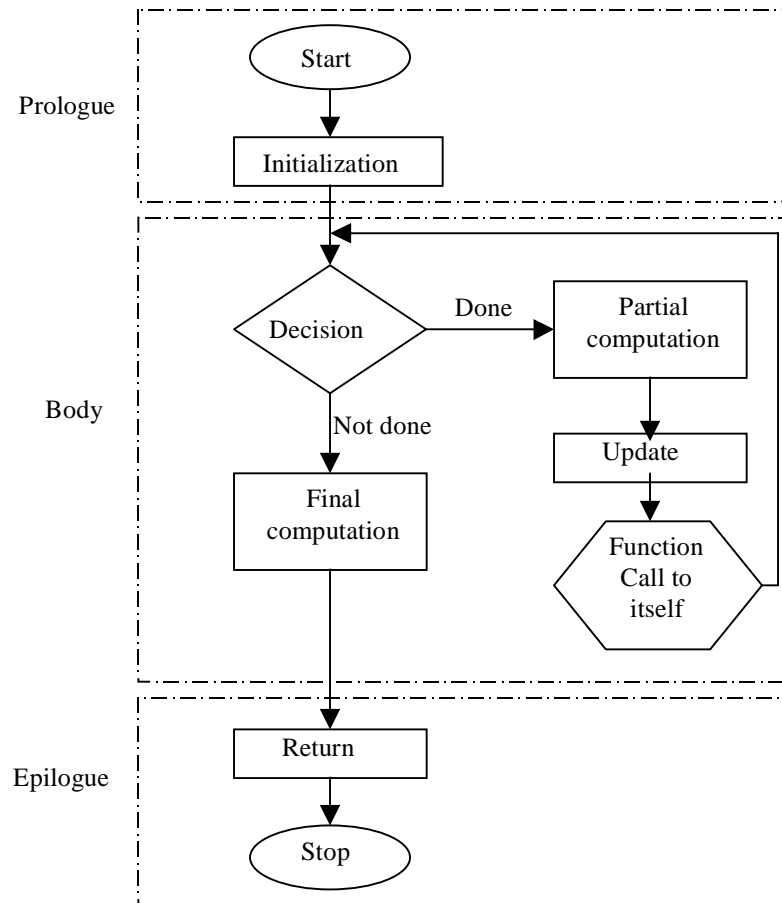 Start
Prologue
Initialization
Done
Partial
computation
Decision
Body
Not done
Update
Final
computation
Function
Call to
itself
Return
Epilogue
Stop